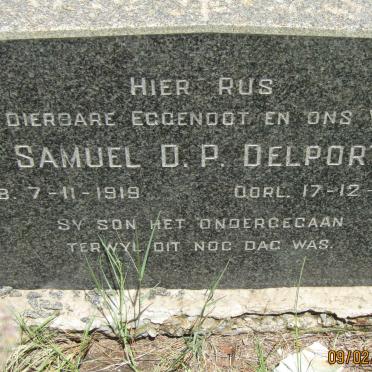 HIER RUS
DIERBARE EGGENOOT EN ONS
SAMUEL D. P. DELPORT
B. 7-11-1919 OORL. 17-12-
SY SON HET ONDERGEGAAN
TERWYL DIT NOG DAG WAS.
09/02